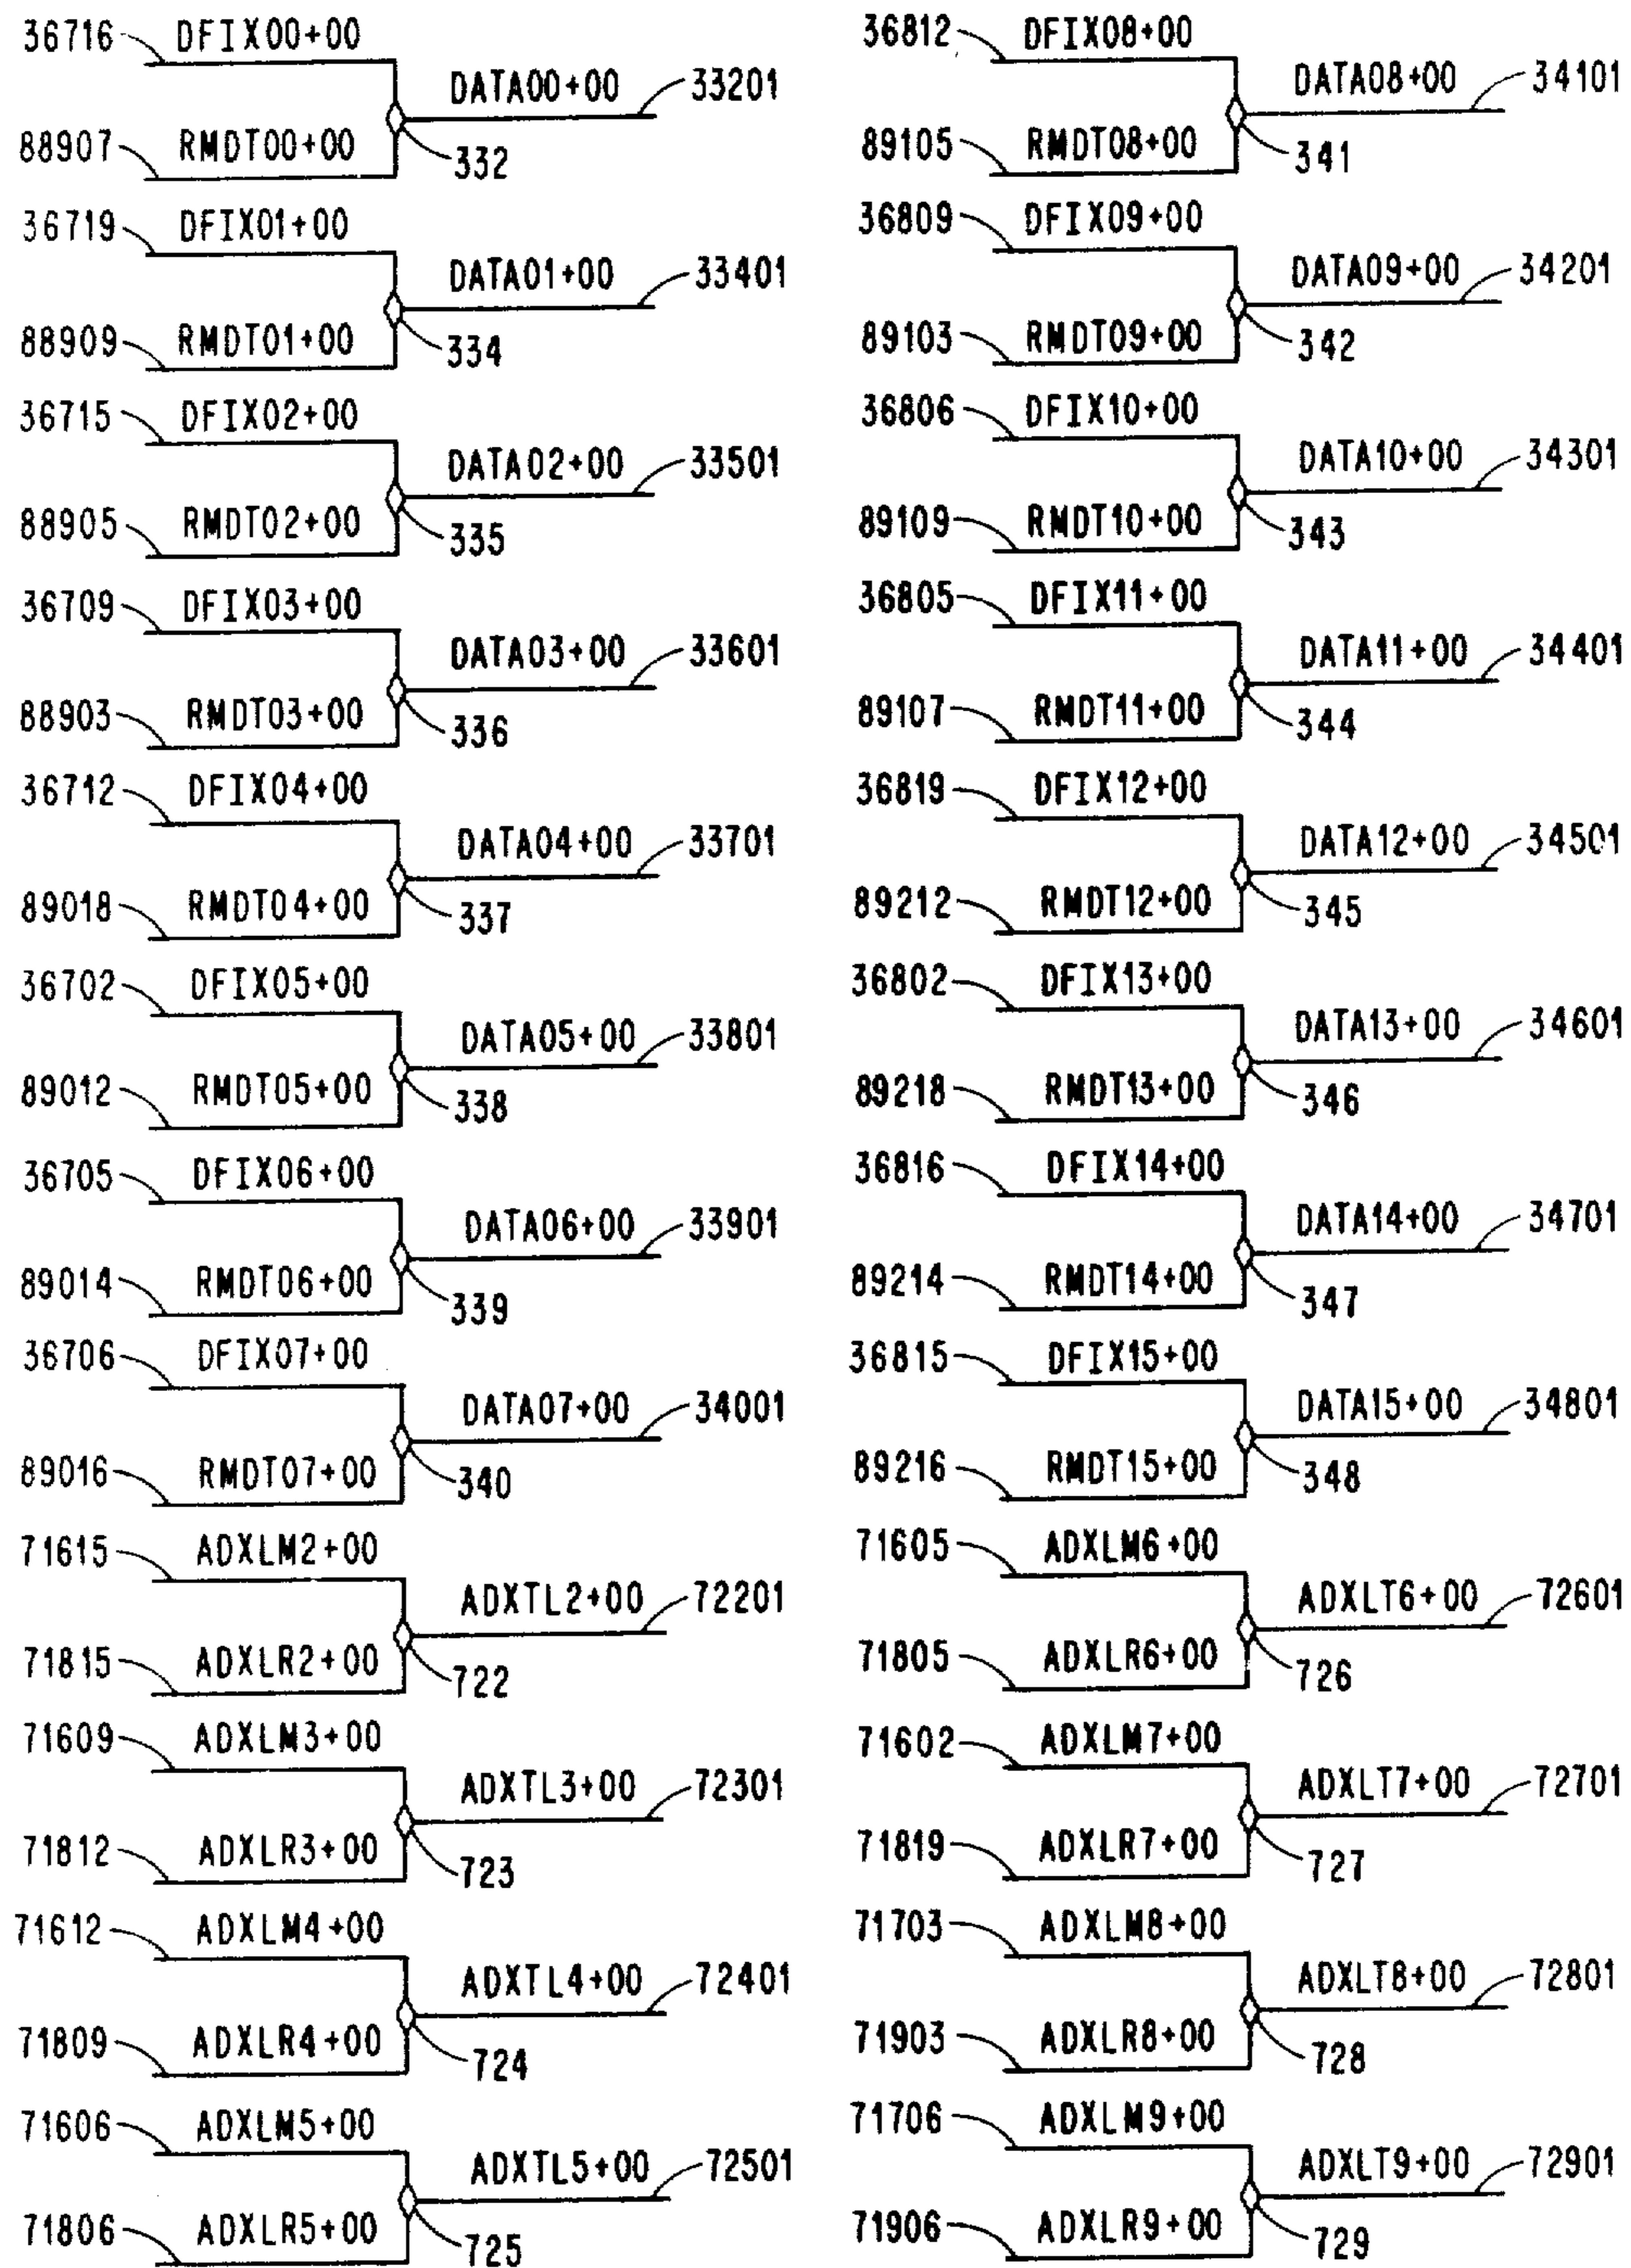 36716 DFIX00+00
DATA00+00 33201
88907 RMDT00+00 332
36719 DFIX01+00
DATA01+00 33401
88909 RMDT01+00 334
36715 DFIX02+00
DATA02+00 33501
88905 RMDT02+00 335
36709 DFIX03+00
DATA03+00 33601
88903 RMDT03+00 336
36712 DFIX04+00
DATA04+00 33701
89018 RMDT04+00 337
36702 DFIX05+00
DATA05+00 33801
89012 RMDT05+00 338
36705 DFIX06+00
DATA06+00 33901
89014 RMDT06+00 339
36706 DFIX07+00
DATA07+00 34001
89016 RMDT07+00 340
71615 ADXLM2+00
ADXTL2+00 72201
71815 ADXLR2+00 722
71609 ADXLM3+00
ADXTL3+00 72301
71812 ADXLR3+00 723
71612 ADXLM4+00
ADXTL4+00 72401
71809 ADXLR4+00 724
71606 ADXLM5+00
ADXTL5+00 72501
71806 ADXLR5+00 725
36812 DFIX08+00
DATA08+00 34101
89105 RMDT08+00 341
36809 DFIX09+00
DATA09+00 34201
89103 RMDT09+00 342
36806 DFIX10+00
DATA10+00 34301
89109 RMDT10+00 343
36805 DFIX11+00
DATA11+00 34401
89107 RMDT11+00 344
36819 DFIX12+00
DATA12+00 34501
89212 RMDT12+00 345
36802 DFIX13+00
DATA13+00 34601
89218 RMDT13+00 346
36816 DFIX14+00
DATA14+00 34701
89214 RMDT14+00 347
36815 DFIX15+00
DATA15+00 34801
89216 RMDT15+00 348
71605 ADXLM6+00
ADXLT6+00 72601
71805 ADXLR6+00 726
71602 ADXLM7+00
ADXLT7+00 72701
71819 ADXLR7+00 727
71703 ADXLM8+00
ADXLT8+00 72801
71903 ADXLR8+00 728
71706 ADXLM9+00
ADXLT9+00 72901
71906 ADXLR9+00 729